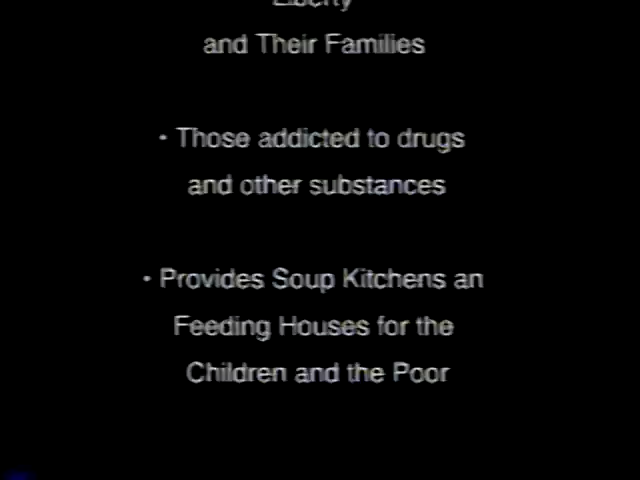 Liberty
and Their Families
• Those addicted to drugs
and other substances
• Provides Soup Kitchens an
Feeding Houses for the
Children and the Poor